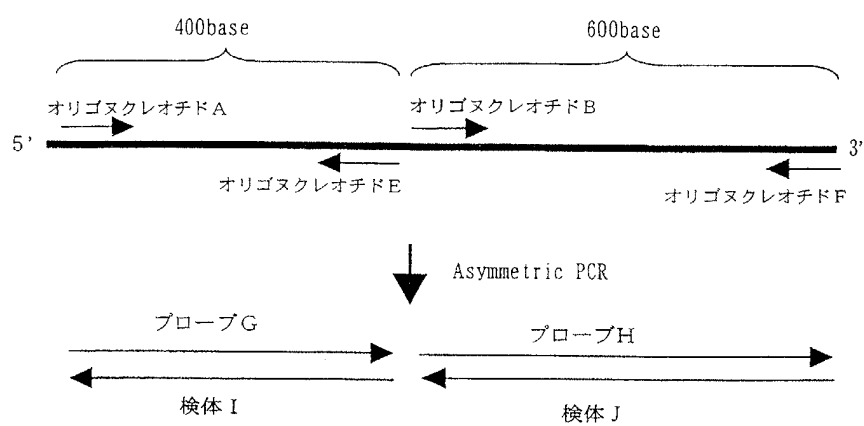 400base
600base
オリゴヌクレオチドA
オリゴヌクレオチドB
5'
3'
オリゴヌクレオチドE
オリゴヌクレオチドF
Asymmetric PCR
プローブG
プローブH
検体I
検体J